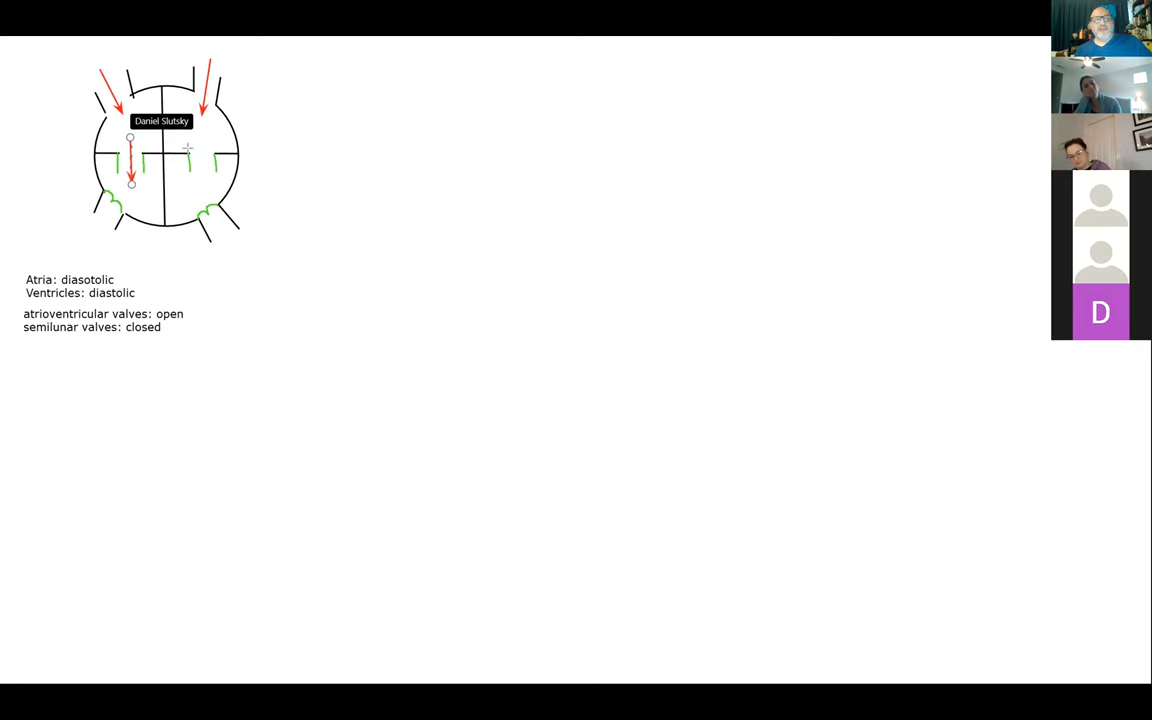 Daniel Slutsky
Atria: diasotolic
Ventricles: diastolic
atrioventricular valves: open
semilunar valves: closed
D